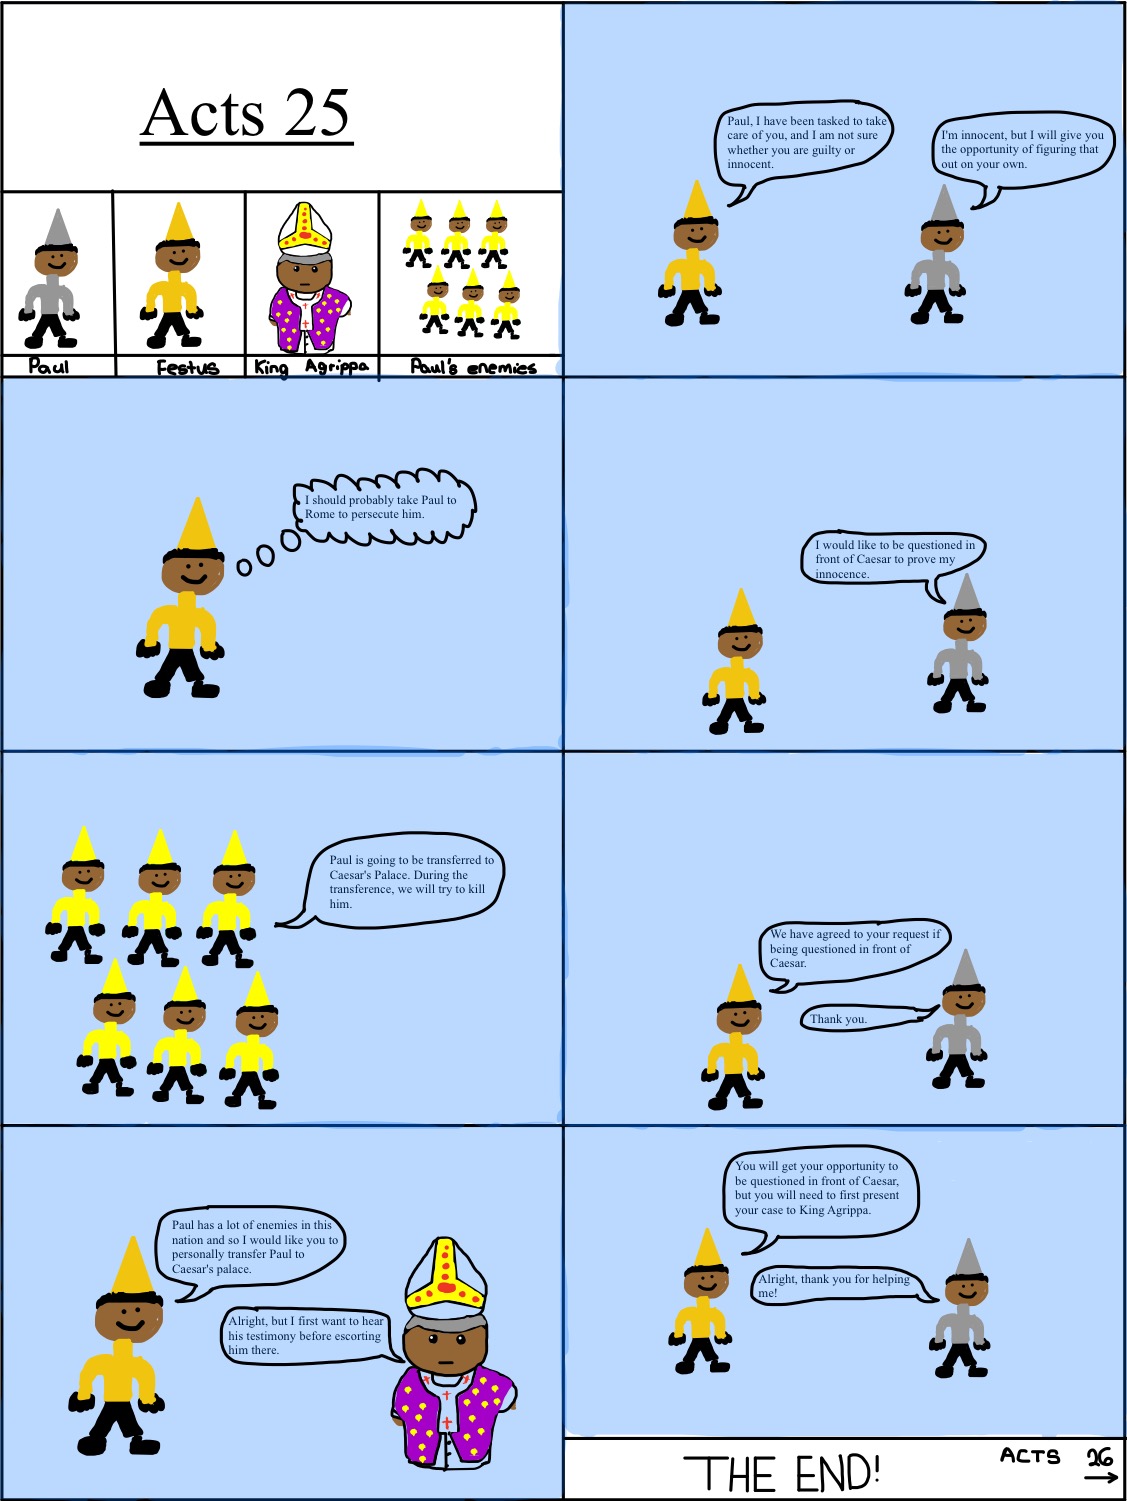 Acts 25
Paul
Festus
King Agrippa
Paul's enemies
Paul, I have been tasked to take
care of you, and I am not sure
whether you are guilty or
innocent.
I'm innocent, but I will give you
the opportunity of figuring that
out on your own.
I should probably take Paul to
Rome to persecute him.
I would like to be questioned in
front of Caesar to prove my
innocence.
Paul is going to be transferred to
Caesar's Palace. During the
transference, we will try to kill
him.
We have agreed to your request if
being questioned in front of
Caesar.
Thank you.
Paul has a lot of enemies in this
nation and so I would like you to
personally transfer Paul to
Caesar's palace.
Alright, but I first want to hear
his testimony before escorting
him there.
You will get your opportunity to
be questioned in front of Caesar,
but you will need to first present
your case to King Agrippa.
Alright, thank you for helping
me!
THE END!
ACTS 26